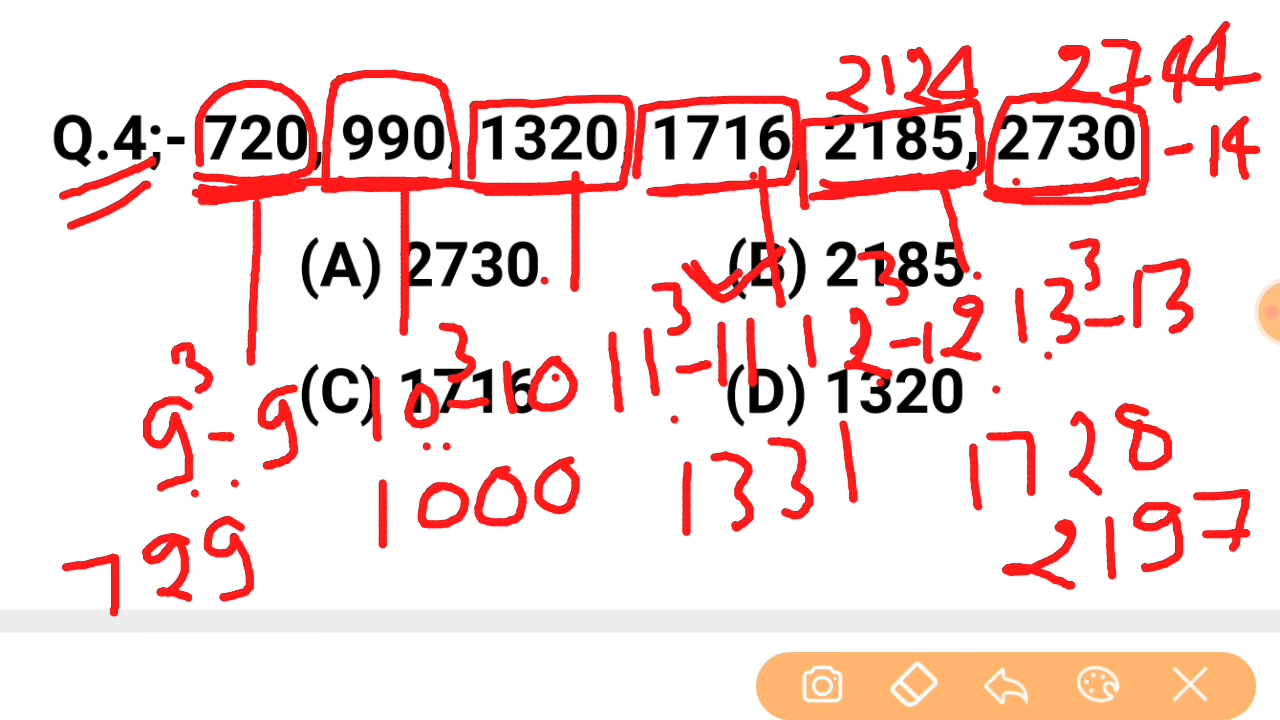 2124 2744
Q.4;- 720, 990, 1320, 1716, 2185, 2730 -14
(A) 2730 (B) 2185
9³-9 10³-10 11³-11 12³-12 13³-13
(C) 1716 (D) 1320
729 1000 1331 1728
2197